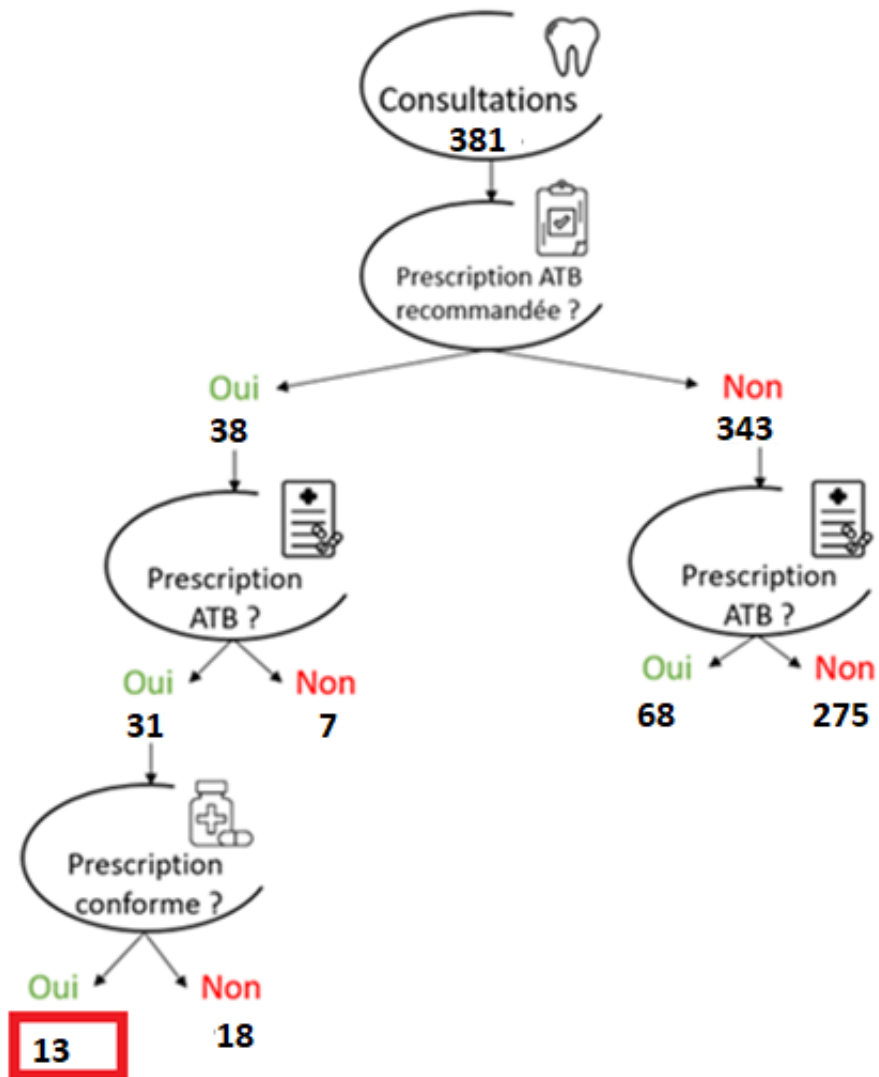 Consultations
381
Prescription ATB
recommandée ?
Oui
Non
38
343
Prescription
ATB ?
Prescription
ATB ?
Oui
Non
Oui
Non
31
7
68
275
Prescription
conforme ?
Oui
Non
13
18